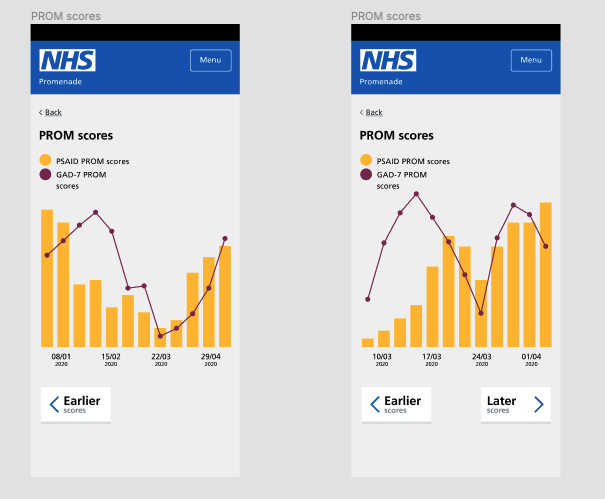 PROM scores
NHS
Menu
Promenade
< Back
PROM scores
PSAID PROM scores
GAD-7 PROM
scores
08/01 15/02 22/03 29/04
2020 2020 2020 2020
Earlier
scores
PROM scores
NHS
Menu
Promenade
< Back
PROM scores
PSAID PROM scores
GAD-7 PROM
scores
10/03 17/03 24/03 01/04
2020 2020 2020 2020
Earlier
scores
Later
scores